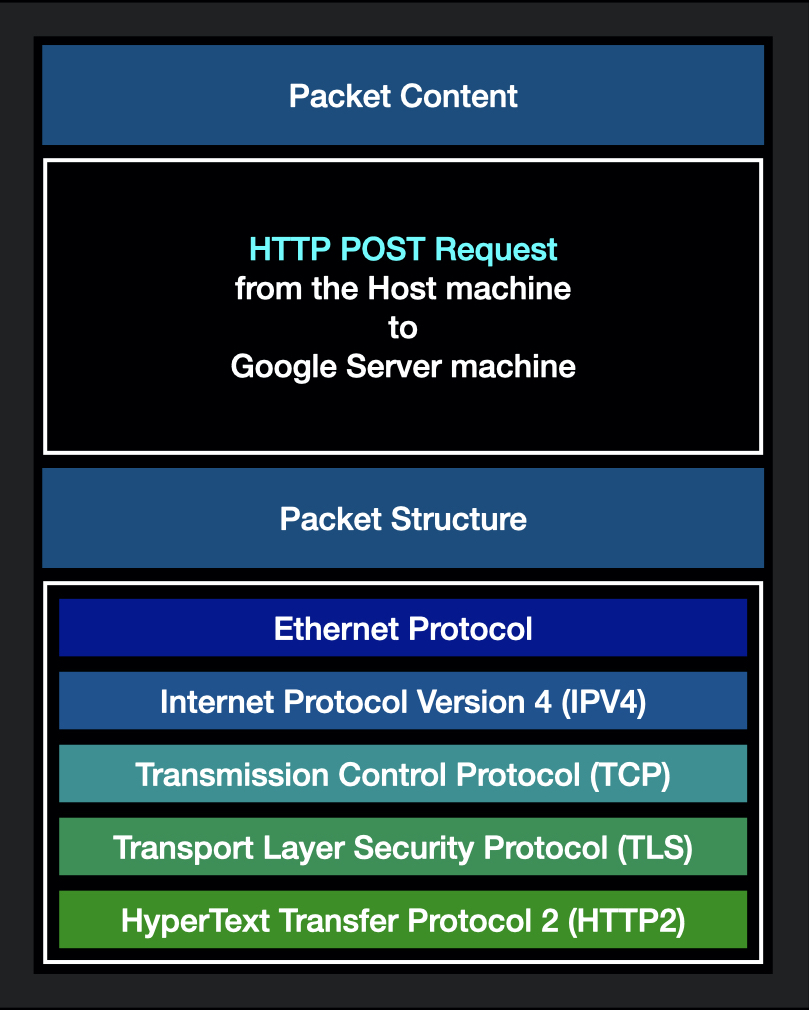 Packet Content
HTTP POST Request
from the Host machine
to
Google Server machine
Packet Structure
Ethernet Protocol
Internet Protocol Version 4 (IPV4)
Transmission Control Protocol (TCP)
Transport Layer Security Protocol (TLS)
HyperText Transfer Protocol 2 (HTTP2)